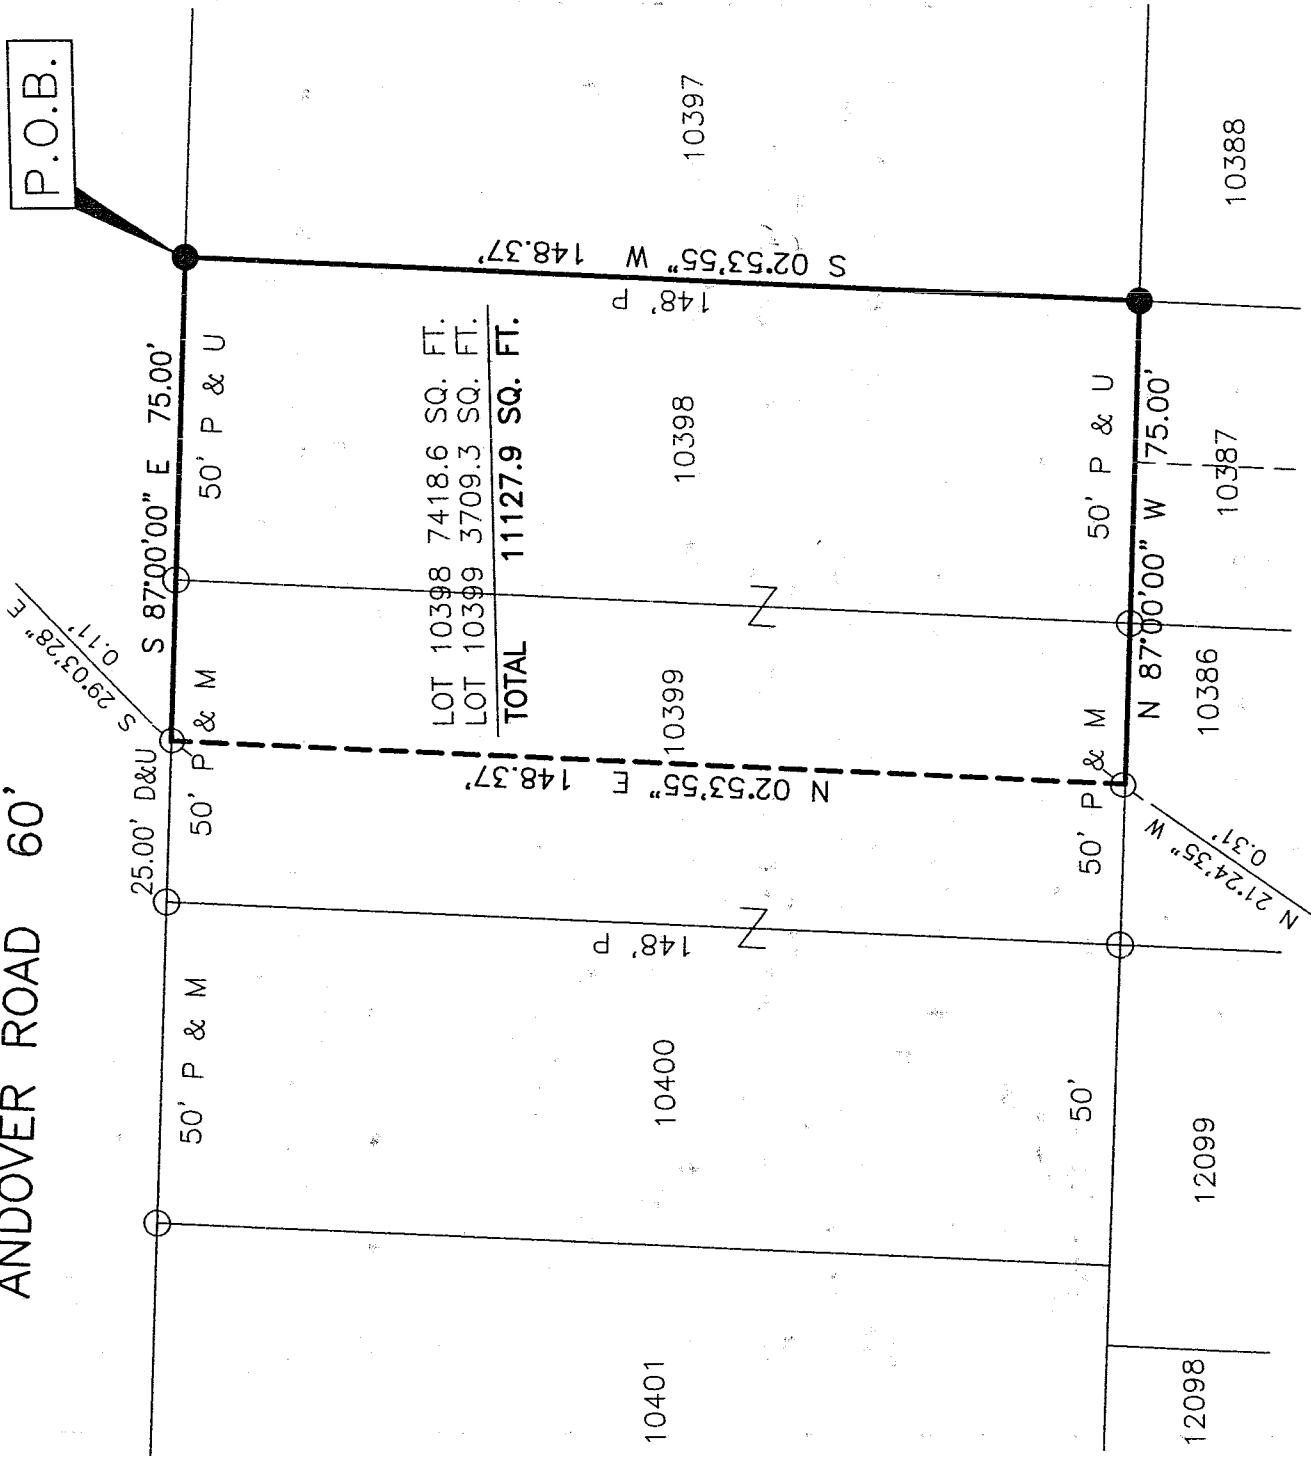 ANDOVER ROAD 60'
P.O.B.
S 29°03'28" E
0.11'
S 87°00'00" E 75.00'
25.00' D&U
50' P & M
50' P & M
50' P & U
10401
10400
10399
10398
10397
148' P
N 02°53'55" E 148.37'
LOT 10398 7418.6 SQ. FT.
LOT 10399 3709.3 SQ. FT.
TOTAL 11127.9 SQ. FT.
148' P
S 02°53'55" W 148.37'
50'
50' P & M
50' P & U
N 87°00'00" W 75.00'
N 21°24'35" W
0.31'
12098
12099
10386
10387
10388